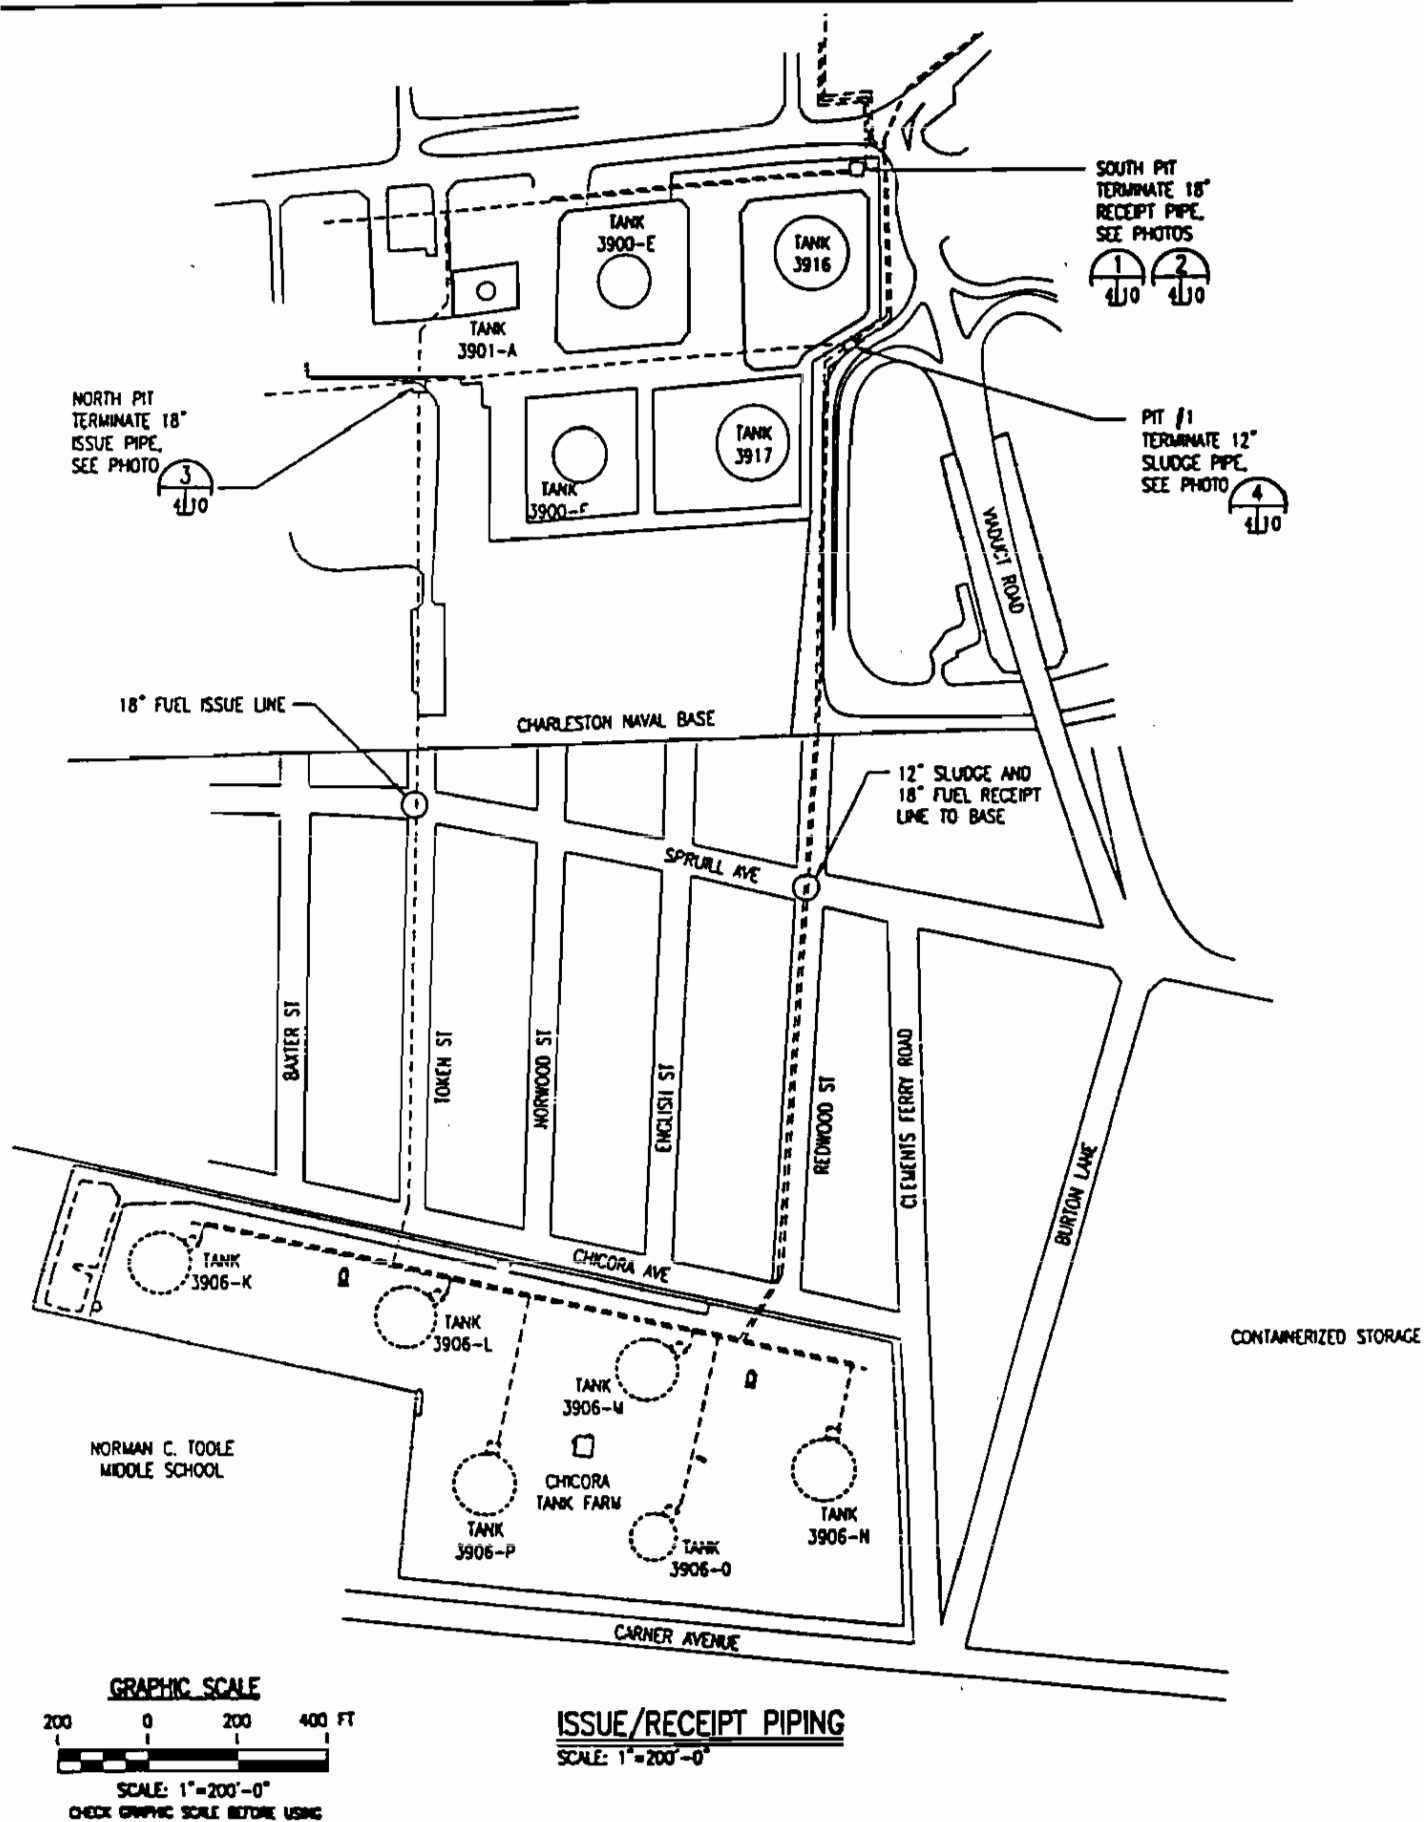 SOUTH PIT
TERMINATE 18"
RECEIPT PIPE,
SEE PHOTOS
1
4 10
2
4 10
TANK
3900-E
TANK
3916
TANK
3901-A
NORTH PIT
TERMINATE 18"
ISSUE PIPE,
SEE PHOTO
3
4 10
PIT #1
TERMINATE 12"
SLUDGE PIPE,
SEE PHOTO
4
4 10
TANK
3917
TANK
3900-F
VIADUCT ROAD
18" FUEL ISSUE LINE
CHARLESTON NAVAL BASE
12" SLUDGE AND
18" FUEL RECEIPT
LINE TO BASE
SPRUILL AVE
BAXTER ST
TOKEN ST
NORWOOD ST
ENGLISH ST
REDWOOD ST
CLEMENTS FERRY ROAD
BURTON LANE
CHICORA AVE
TANK
3906-K
TANK
3906-L
TANK
3906-M
CONTAINERIZED STORAGE
NORMAN C. TOOLE
MIDDLE SCHOOL
CHICORA
TANK FARM
TANK
3906-P
TANK
3906-O
TANK
3906-N
CARNER AVENUE
GRAPHIC SCALE
200 0 200 400 FT
SCALE: 1"=200'-0"
CHECK GRAPHIC SCALE BEFORE USING
ISSUE/RECEIPT PIPING
SCALE: 1"=200'-0"